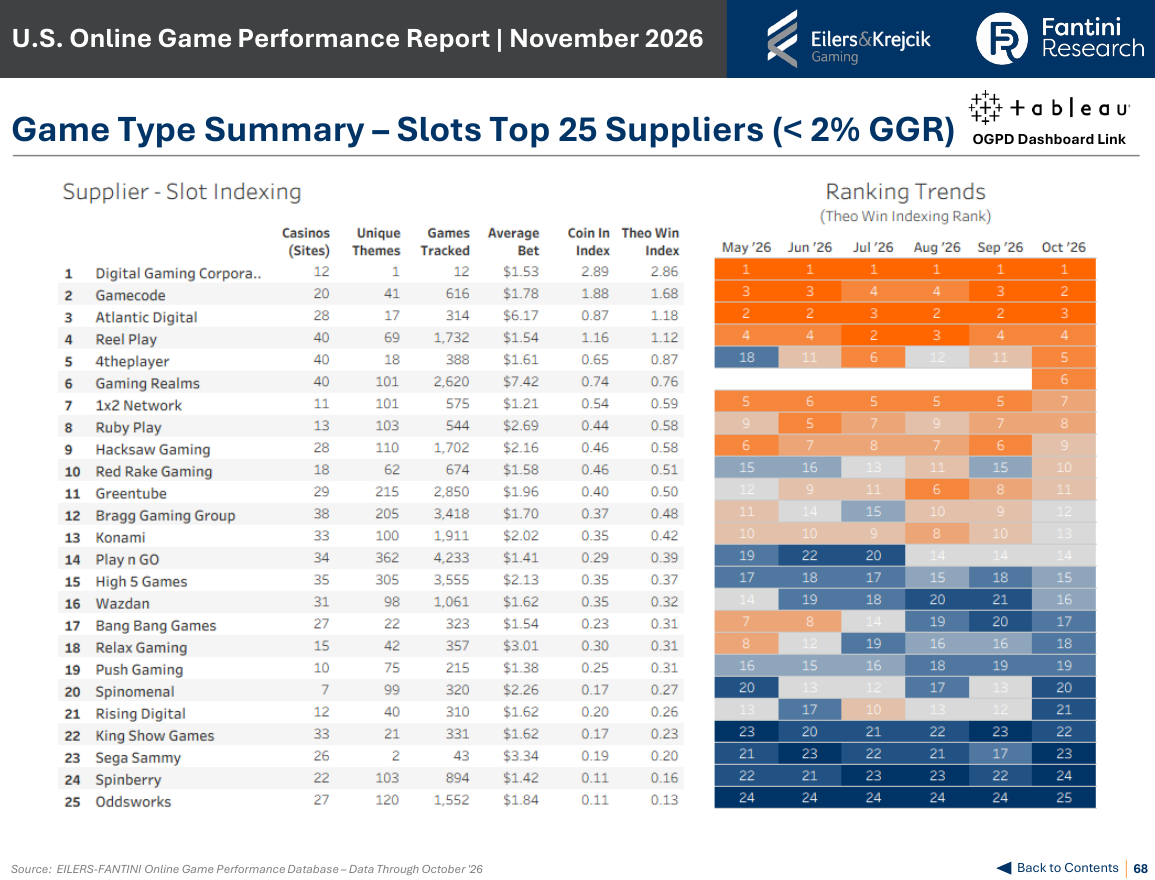 U.S. Online Game Performance Report | November 2026
Eilers&Krejcik
Gaming
Fantini
Research
Game Type Summary – Slots Top 25 Suppliers (< 2% GGR)
+ableau
OGPD Dashboard Link
Supplier - Slot Indexing
Casinos (Sites) Unique Themes Games Tracked Average Bet Coin In Index Theo Win Index
1 Digital Gaming Corpora.. 12 1 12 $1.53 2.89 2.86
2 Gamecode 20 41 616 $1.78 1.88 1.68
3 Atlantic Digital 28 17 314 $6.17 0.87 1.18
4 Reel Play 40 69 1,732 $1.54 1.16 1.12
5 4theplayer 40 18 388 $1.61 0.65 0.87
6 Gaming Realms 40 101 2,620 $7.42 0.74 0.76
7 1x2 Network 11 101 575 $1.21 0.54 0.59
8 Ruby Play 13 103 544 $2.69 0.44 0.58
9 Hacksaw Gaming 28 110 1,702 $2.16 0.46 0.58
10 Red Rake Gaming 18 62 674 $1.58 0.46 0.51
11 Greentube 29 215 2,850 $1.96 0.40 0.50
12 Bragg Gaming Group 38 205 3,418 $1.70 0.37 0.48
13 Konami 33 100 1,911 $2.02 0.35 0.42
14 Play n GO 34 362 4,233 $1.41 0.29 0.39
15 High 5 Games 35 305 3,555 $2.13 0.35 0.37
16 Wazdan 31 98 1,061 $1.62 0.35 0.32
17 Bang Bang Games 27 22 323 $1.54 0.23 0.31
18 Relax Gaming 15 42 357 $3.01 0.30 0.31
19 Push Gaming 10 75 215 $1.38 0.25 0.31
20 Spinomenal 7 99 320 $2.26 0.17 0.27
21 Rising Digital 12 40 310 $1.62 0.20 0.26
22 King Show Games 33 21 331 $1.62 0.17 0.23
23 Sega Sammy 26 2 43 $3.34 0.19 0.20
24 Spinberry 22 103 894 $1.42 0.11 0.16
25 Oddsworks 27 120 1,552 $1.84 0.11 0.13
Ranking Trends
(Theo Win Indexing Rank)
May '26 Jun '26 Jul '26 Aug '26 Sep '26 Oct '26
1 1 1 1 1 1
3 3 4 4 3 2
2 2 3 2 2 3
4 4 2 3 4 4
18 11 6 12 11 5
6
5 6 5 5 5 7
9 5 7 9 7 8
6 7 8 7 6 9
15 16 13 11 15 10
12 9 11 6 8 11
11 14 15 10 9 12
10 10 9 8 10 13
19 22 20 14 14 14
17 18 17 15 18 15
14 19 18 20 21 16
7 8 14 19 20 17
8 12 19 16 16 18
16 15 16 18 19 19
20 13 12 17 13 20
13 17 10 13 12 21
23 20 21 22 23 22
21 23 22 21 17 23
22 21 23 23 22 24
24 24 24 24 24 25
Source: EILERS-FANTINI Online Game Performance Database – Data Through October '26
Back to Contents | 68